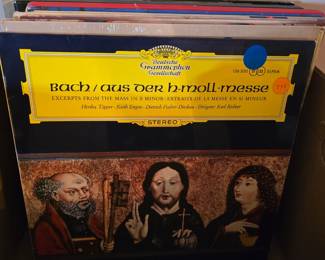 Deutsche
Grammophon
Gesellschaft
Bach / aus der h-moll-messe
EXCERPTS FROM THE MASS IN B MINOR · EXTRAITS DE LA MESSE EN SI MINEUR
Hertha Töpper · Kieth Engen · Dietrich Fischer-Dieskau · Dirigent: Karl Richter
STEREO